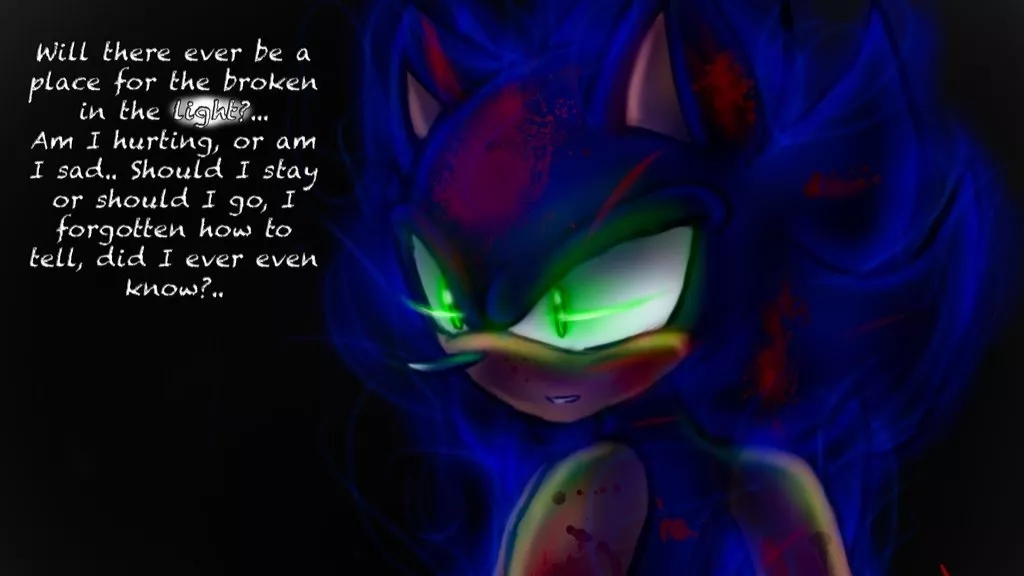 Will there ever be a
place for the broken
in the light?...
Am I hurting, or am
I sad.. Should I stay
or should I go, I
forgotten how to
tell, did I ever even
know?..